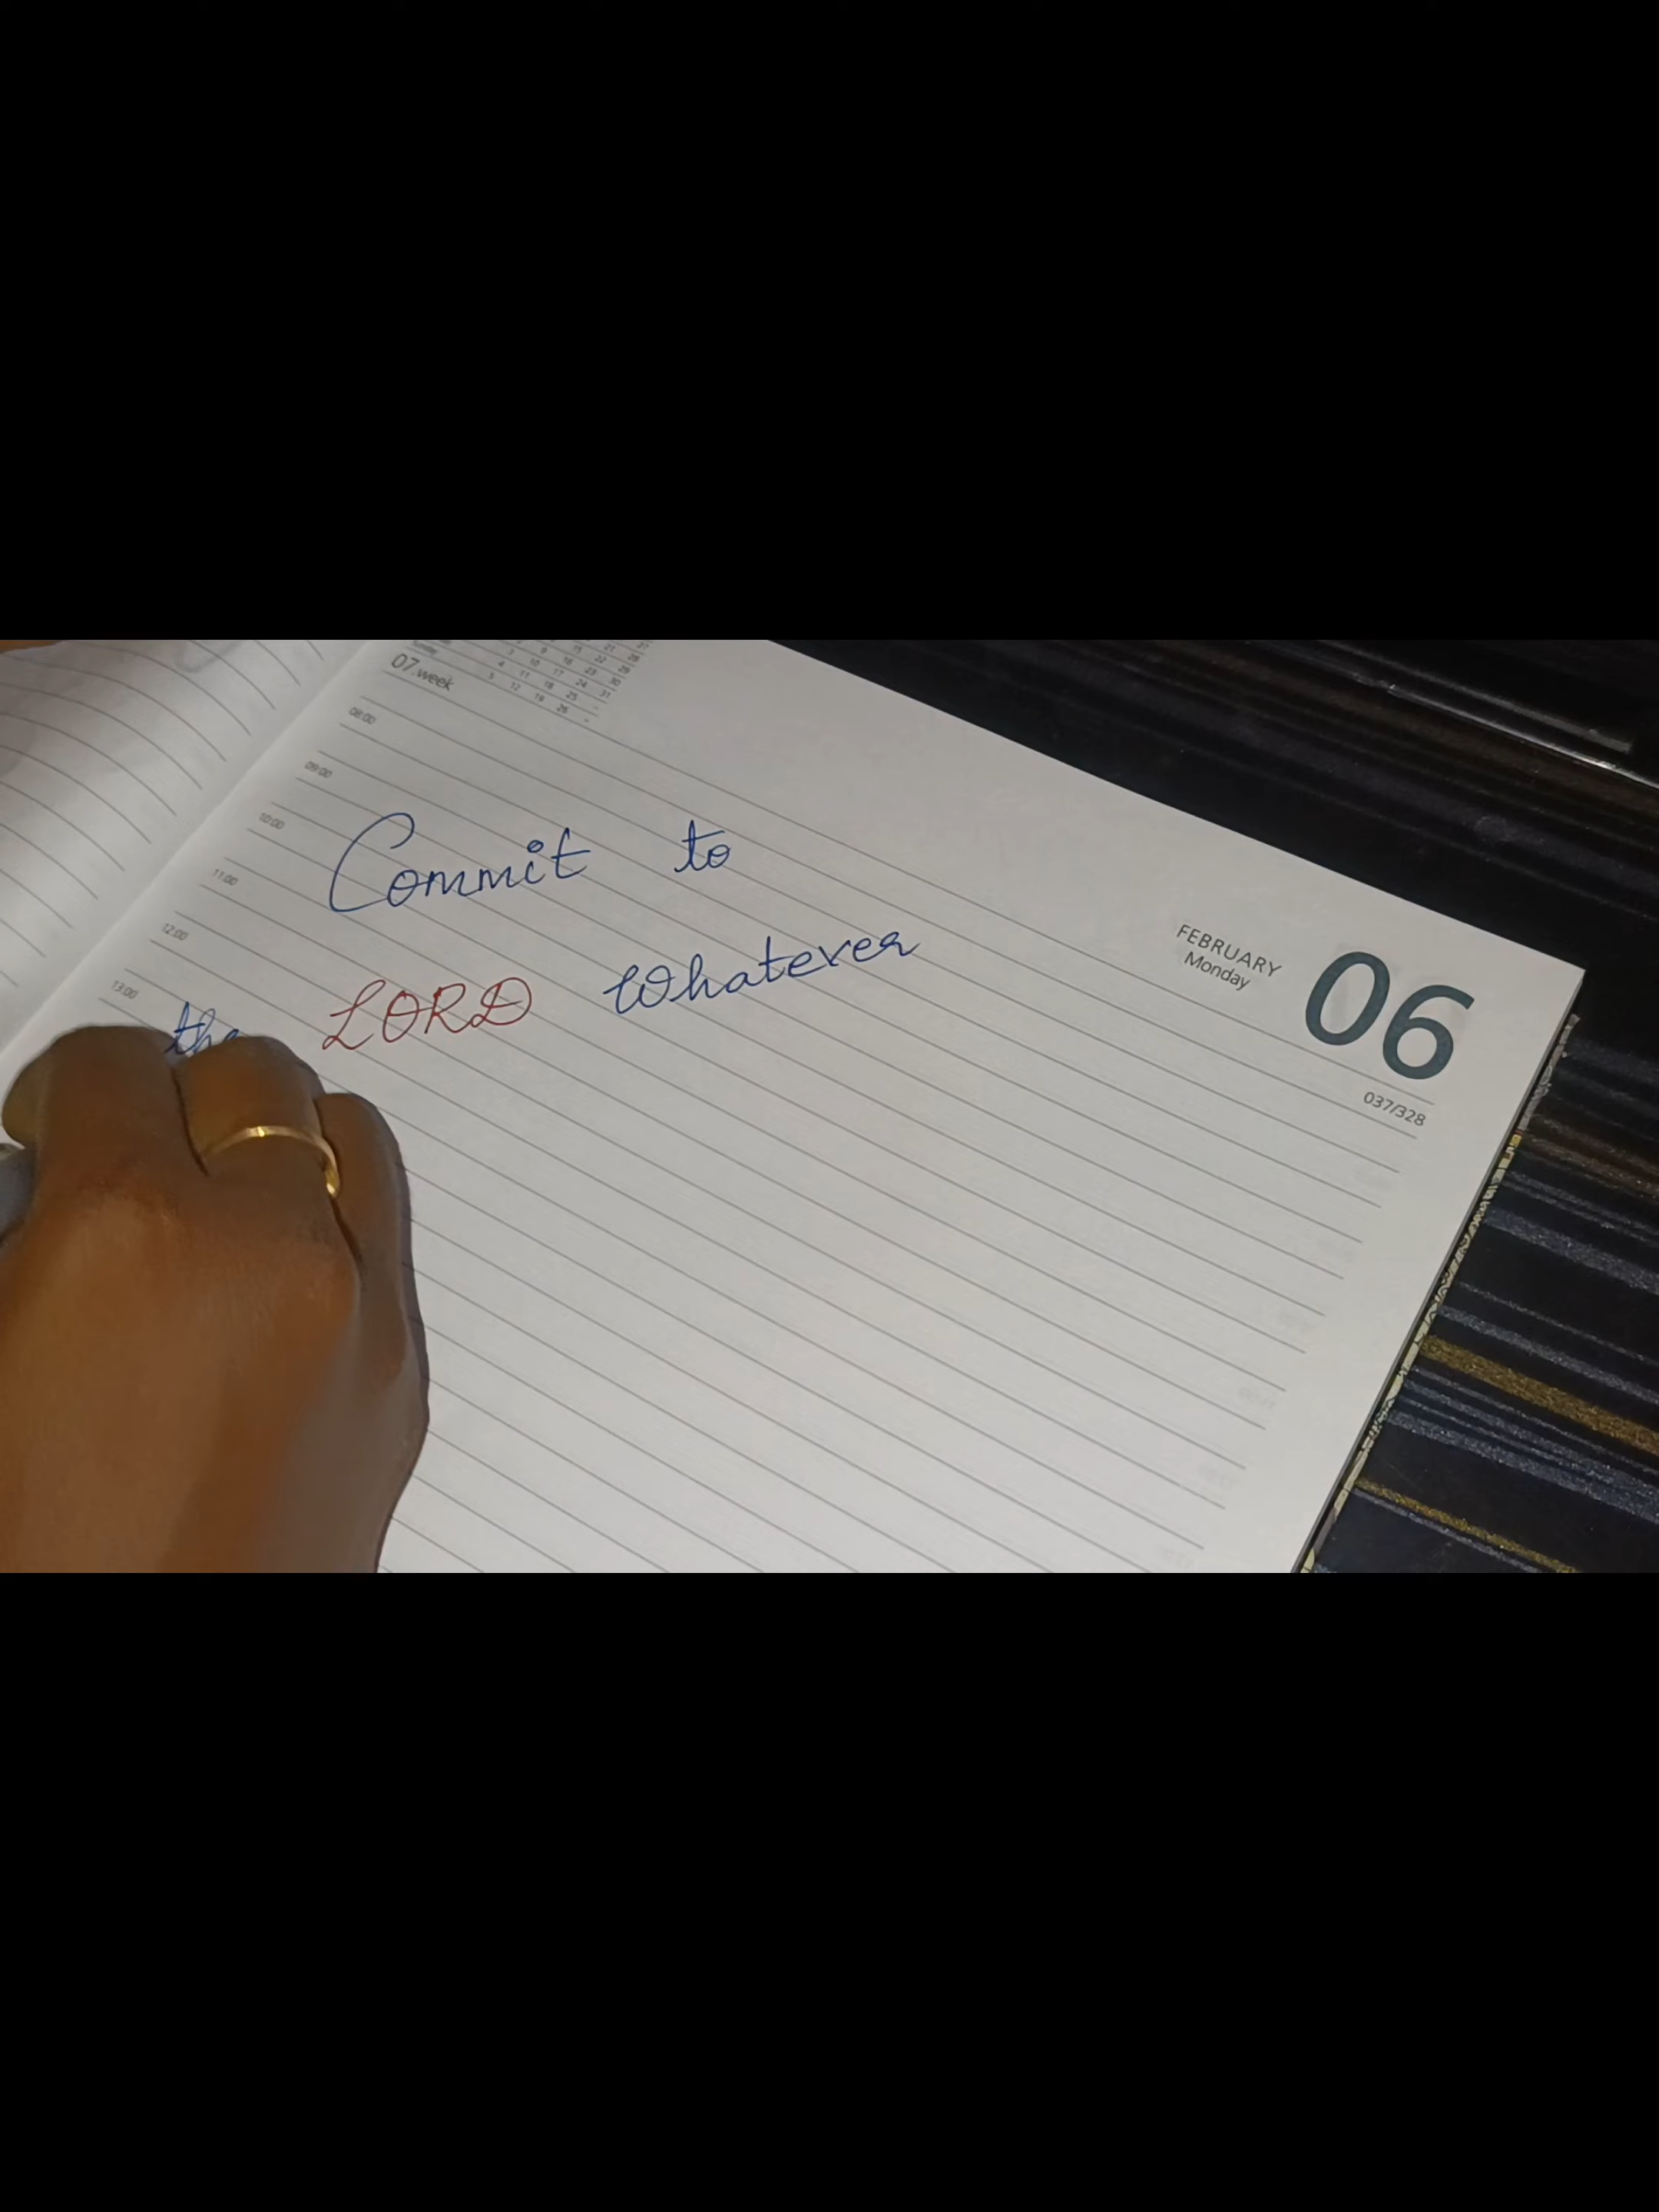 07.week
08:00
09:00
10:00
11:00
12:00
13:00
FEBRUARY
Monday
06
037/328
Commit to
the LORD whatever